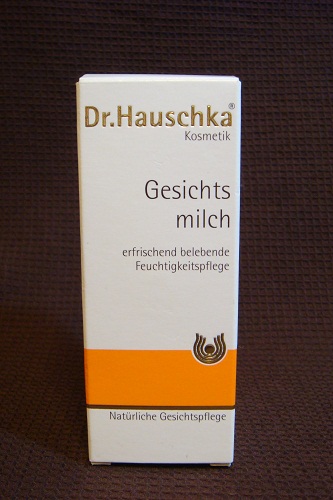 Dr.Hauschka®
Kosmetik
Gesichts
milch
erfrischend belebende
Feuchtigkeitspflege
Natürliche Gesichtspflege